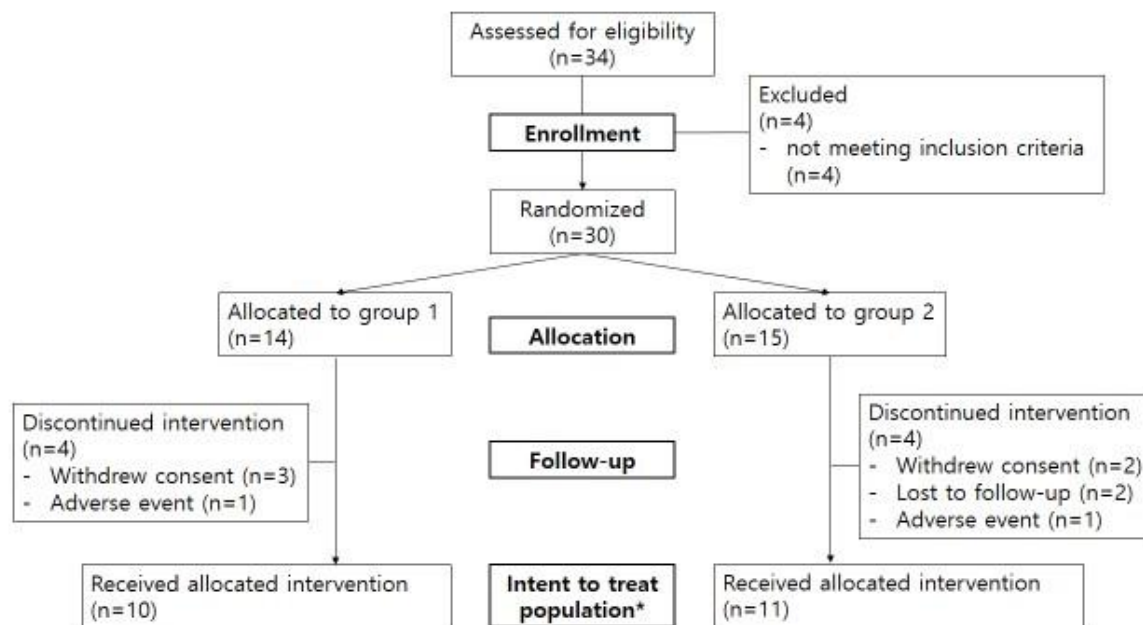 Assessed for eligibility
(n=34)
Excluded
(n=4)
- not meeting inclusion criteria
(n=4)
Enrollment
Randomized
(n=30)
Allocated to group 1
(n=14)
Allocation
Allocated to group 2
(n=15)
Discontinued intervention
(n=4)
- Withdrew consent (n=3)
- Adverse event (n=1)
Follow-up
Discontinued intervention
(n=4)
- Withdrew consent (n=2)
- Lost to follow-up (n=2)
- Adverse event (n=1)
Received allocated intervention
(n=10)
Intent to treat
population*
Received allocated intervention
(n=11)